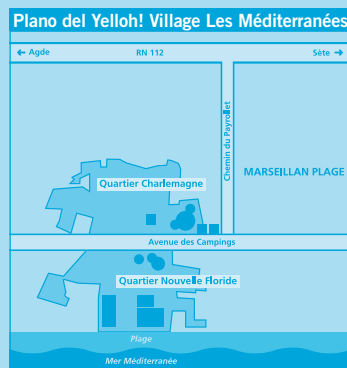 Plano del Yelloh! Village Les Méditerranées
← Agde
RN 112
Sète →
Chemin du Payrollet
MARSEILLAN PLAGE
Quartier Charlemagne
Avenue des Campings
Quartier Nouvelle Floride
Plage
Mer Méditerranée